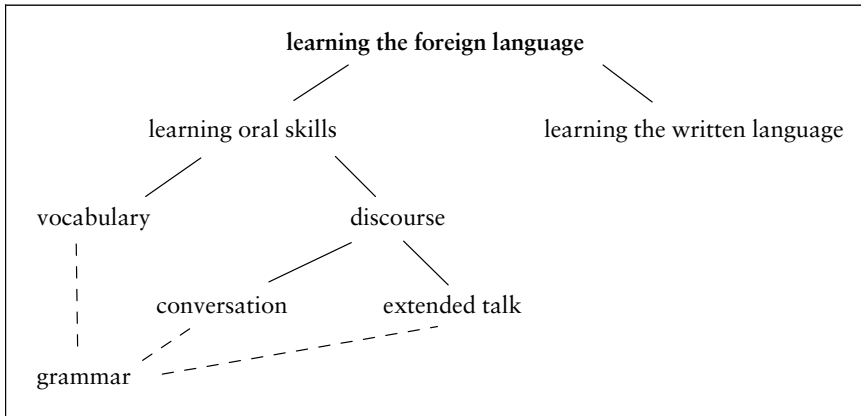 learning the foreign language
learning oral skills
learning the written language
vocabulary
discourse
conversation
extended talk
grammar